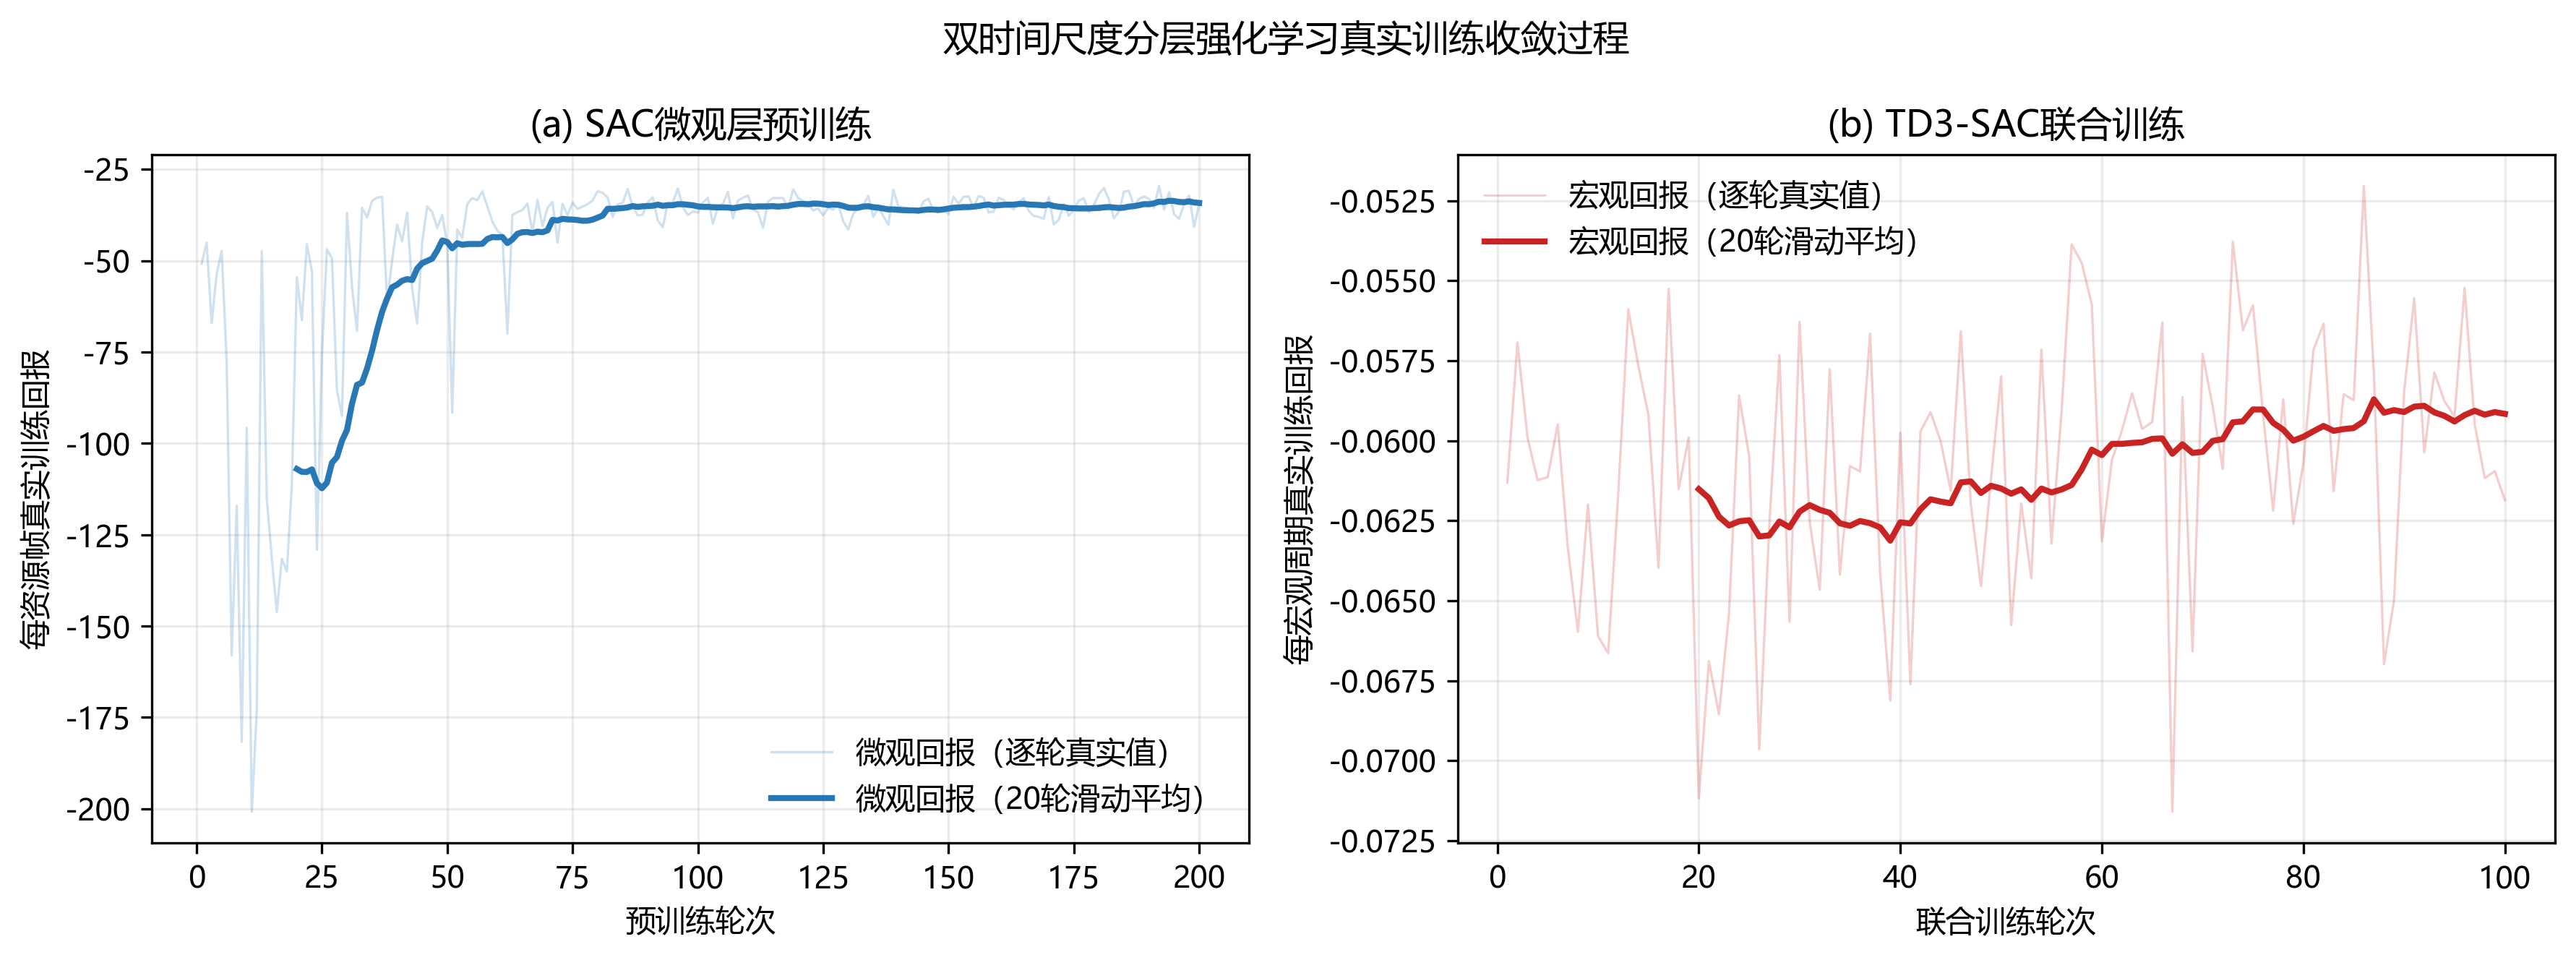 双时间尺度分层强化学习真实训练收敛过程
(a) SAC微观层预训练
每资源帧真实训练回报
-25
-50
-75
-100
-125
-150
-175
-200
微观回报（逐轮真实值）
微观回报（20轮滑动平均）
0 25 50 75 100 125 150 175 200
预训练轮次
(b) TD3-SAC联合训练
每宏观周期真实训练回报
宏观回报（逐轮真实值）
宏观回报（20轮滑动平均）
-0.0525
-0.0550
-0.0575
-0.0600
-0.0625
-0.0650
-0.0675
-0.0700
-0.0725
0 20 40 60 80 100
联合训练轮次